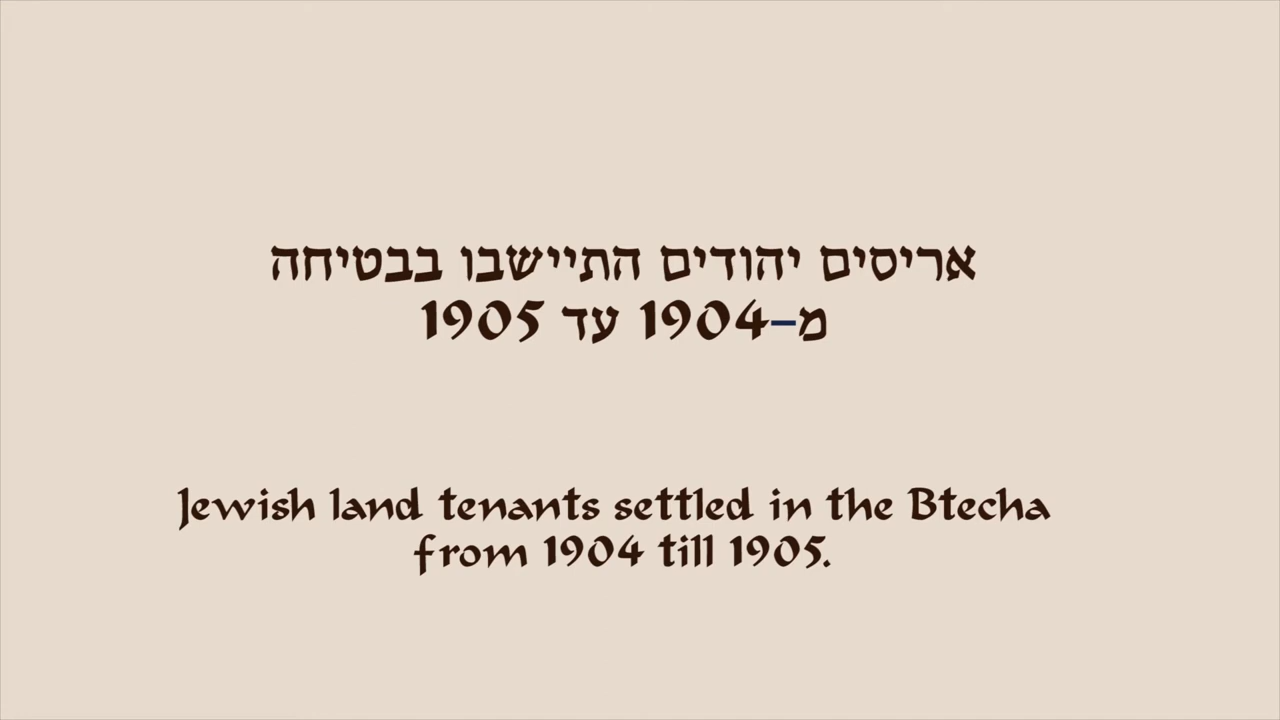 אריסים יהודים התיישבו בבטיחה
מ–1904 עד 1905
Jewish land tenants settled in the Btecha
from 1904 till 1905.